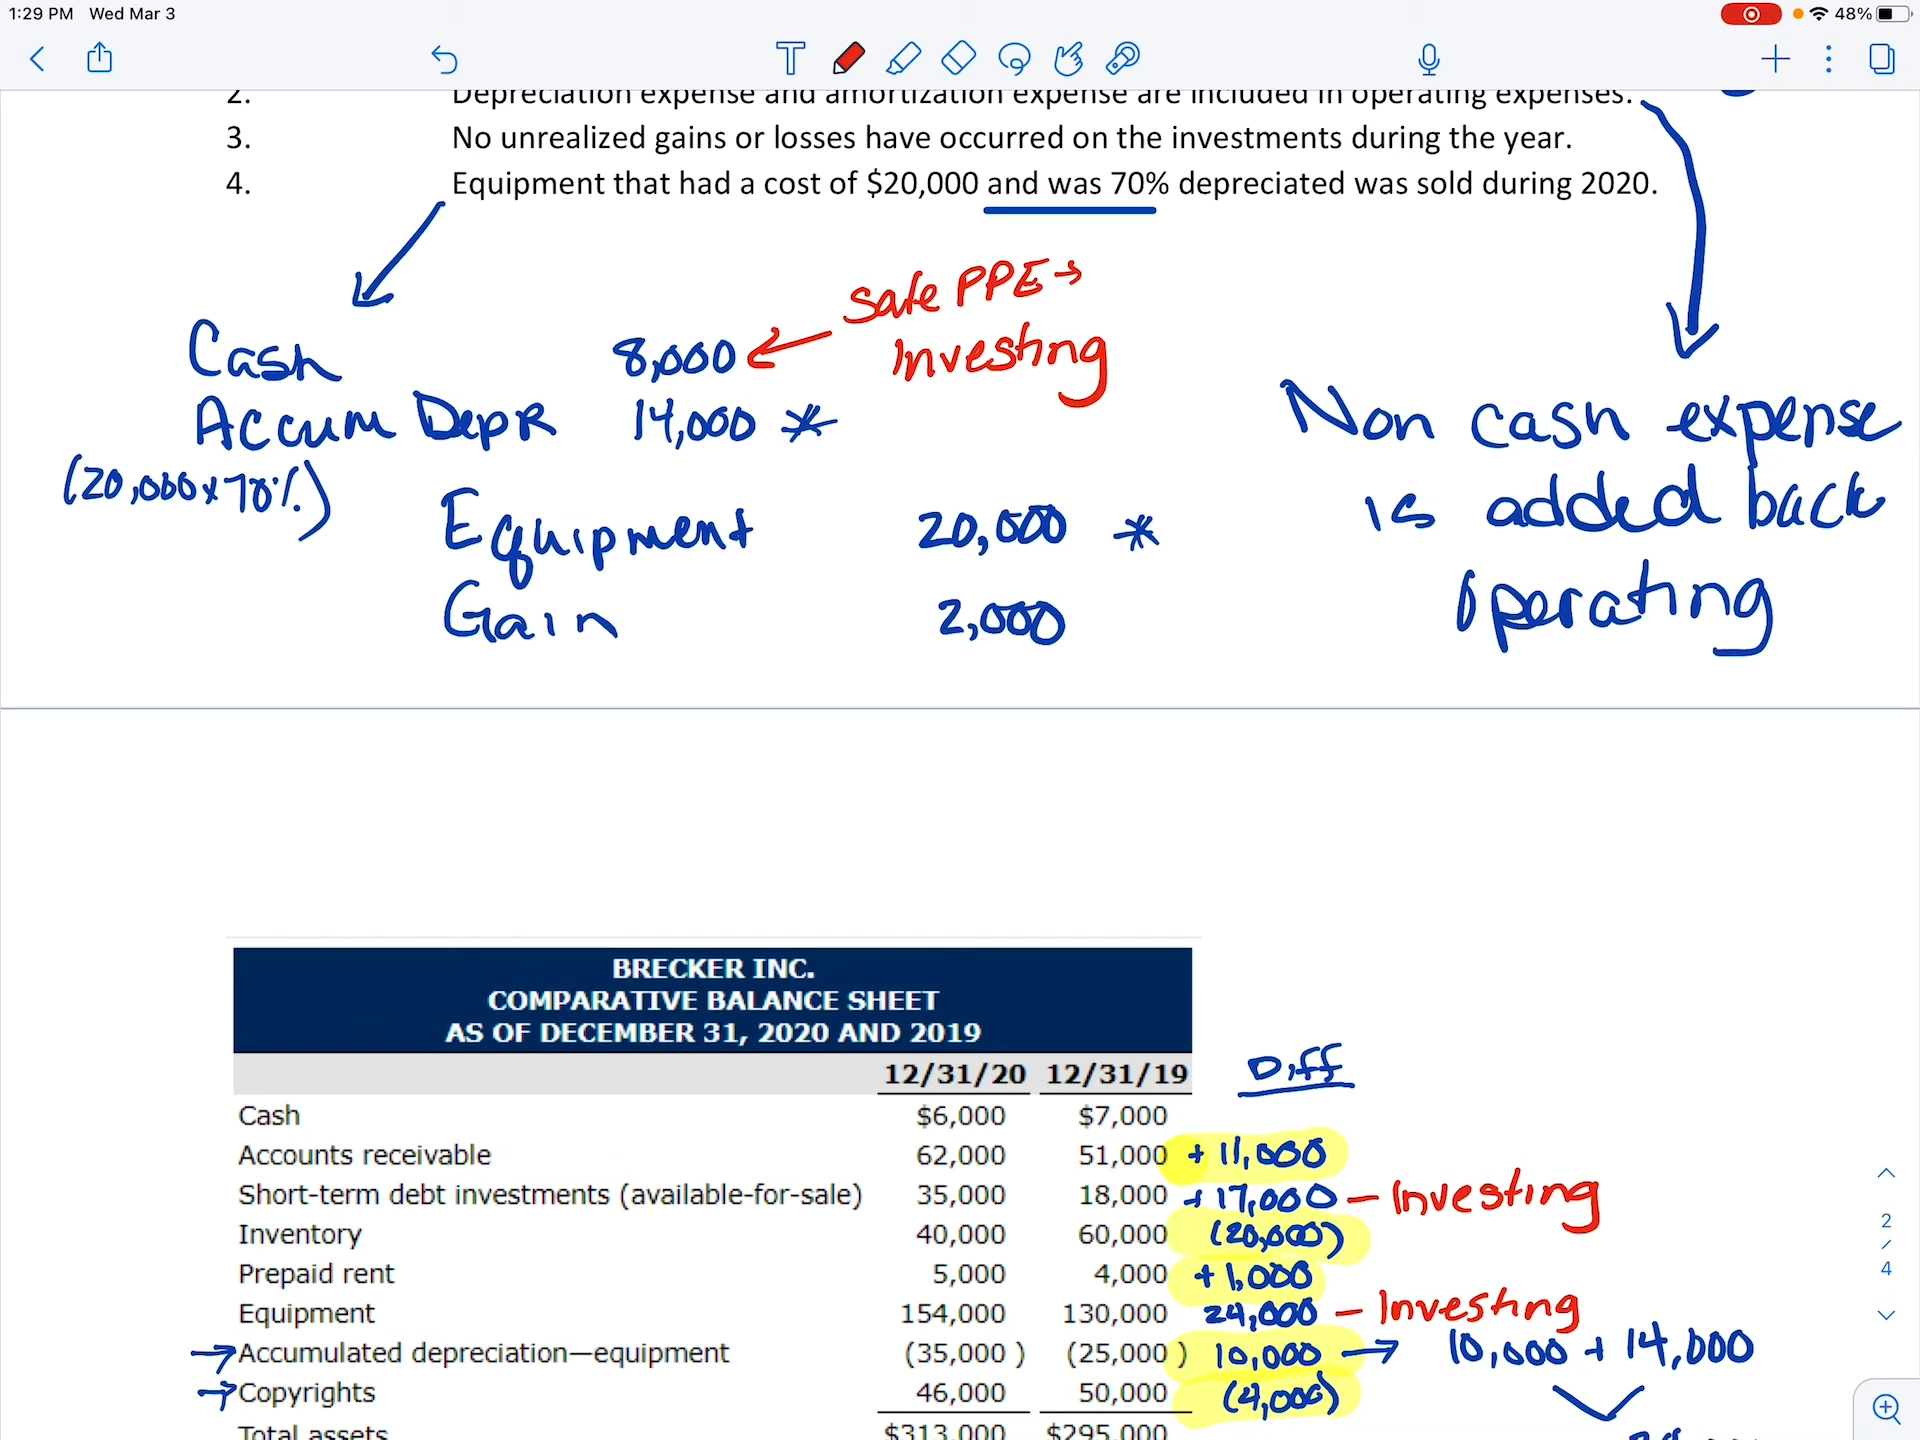 1:29 PM Wed Mar 3
48%
2. Depreciation expense and amortization expense are included in operating expenses.
3. No unrealized gains or losses have occurred on the investments during the year.
4. Equipment that had a cost of $20,000 and was 70% depreciated was sold during 2020.
Sale PPE →
Investing
Cash 8,000
Accum Depr 14,000 *
(20,000 x 70%)
Equipment 20,000 *
Gain 2,000
Non cash expense
is added back
operating
BRECKER INC.
COMPARATIVE BALANCE SHEET
AS OF DECEMBER 31, 2020 AND 2019
12/31/20 12/31/19 Diff
Cash $6,000 $7,000
Accounts receivable 62,000 51,000 + 11,000
Short-term debt investments (available-for-sale) 35,000 18,000 + 17,000 — Investing
Inventory 40,000 60,000 (20,000)
Prepaid rent 5,000 4,000 + 1,000
Equipment 154,000 130,000 24,000 — Investing
Accumulated depreciation—equipment (35,000 ) (25,000 ) 10,000 → 10,000 + 14,000
Copyrights 46,000 50,000 (4,000)
Total assets $313,000 $295,000
2
/
4